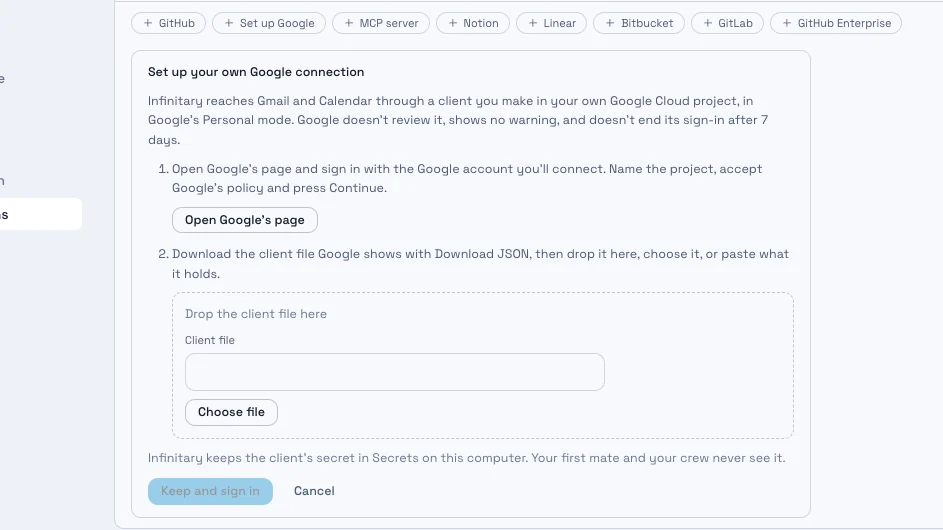 + GitHub + Set up Google + MCP server + Notion + Linear + Bitbucket + GitLab + GitHub Enterprise
Set up your own Google connection
Infinitary reaches Gmail and Calendar through a client you make in your own Google Cloud project, in
Google's Personal mode. Google doesn't review it, shows no warning, and doesn't end its sign-in after 7
days.
1. Open Google's page and sign in with the Google account you'll connect. Name the project, accept
Google's policy and press Continue.
Open Google's page
2. Download the client file Google shows with Download JSON, then drop it here, choose it, or paste what
it holds.
Drop the client file here
Client file
Choose file
Infinitary keeps the client's secret in Secrets on this computer. Your first mate and your crew never see it.
Keep and sign in Cancel